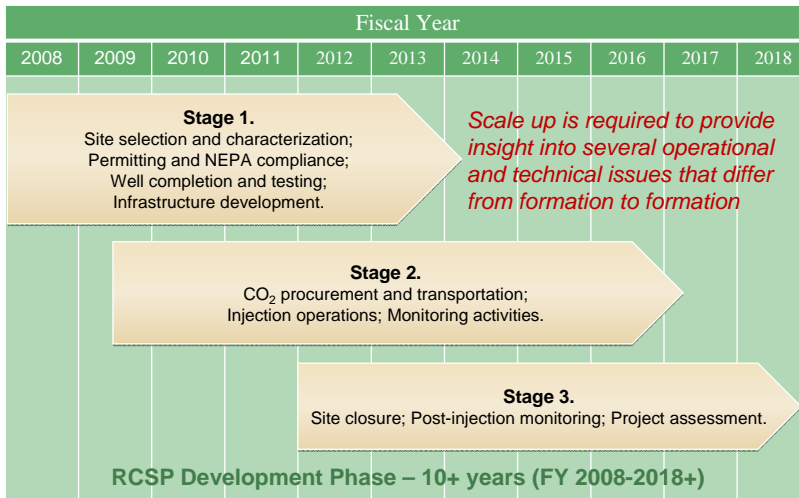 Fiscal Year
2008 2009 2010 2011 2012 2013 2014 2015 2016 2017 2018
Stage 1.
Site selection and characterization;
Permitting and NEPA compliance;
Well completion and testing;
Infrastructure development.
Scale up is required to provide
insight into several operational
and technical issues that differ
from formation to formation
Stage 2.
CO₂ procurement and transportation;
Injection operations; Monitoring activities.
Stage 3.
Site closure; Post-injection monitoring; Project assessment.
RCSP Development Phase – 10+ years (FY 2008-2018+)